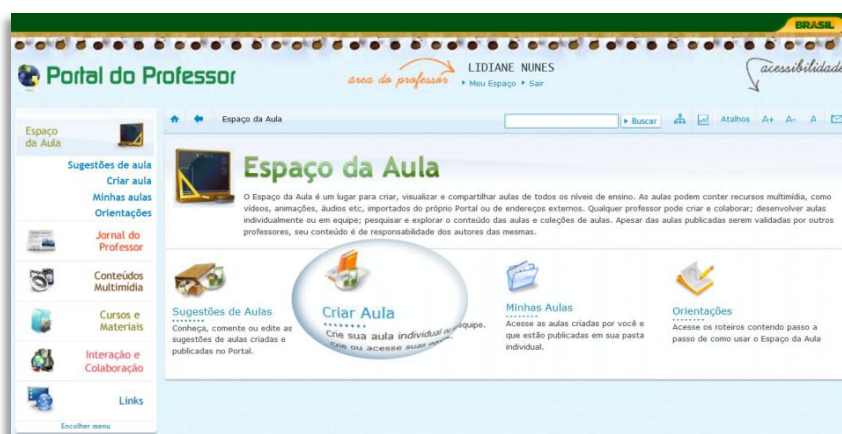 BRASIL
Portal do Professor
area do professor
LIDIANE NUNES
Meu Espaço Sair
acessibilidade
Espaço da Aula
Buscar
Atalhos A+ A- A
Espaço
da Aula
Sugestões de aula
Criar aula
Minhas aulas
Orientações
Jornal do
Professor
Conteúdos
Multimídia
Cursos e
Materiais
Interação e
Colaboração
Links
Encolher menu
Espaço da Aula
O Espaço da Aula é um lugar para criar, visualizar e compartilhar aulas de todos os níveis de ensino. As aulas podem conter recursos multimídia, como
vídeos, animações, áudios etc, importados do próprio Portal ou de endereços externos. Qualquer professor pode criar e colaborar; desenvolver aulas
individualmente ou em equipe; pesquisar e explorar o conteúdo das aulas e coleções de aulas. Apesar das aulas publicadas serem validadas por outros
professores, seu conteúdo é de responsabilidade dos autores das mesmas.
Sugestões de Aulas
Conheça, comente ou edite as
sugestões de aulas criadas e
publicadas no Portal.
Criar Aula
Crie sua aula individual ou equipe.
Crie ou acesse suas
Minhas Aulas
Acesse as aulas criadas por você e
que estão publicadas em sua pasta
individual.
Orientações
Acesse os roteiros contendo passo a
passo de como usar o Espaço da Aula